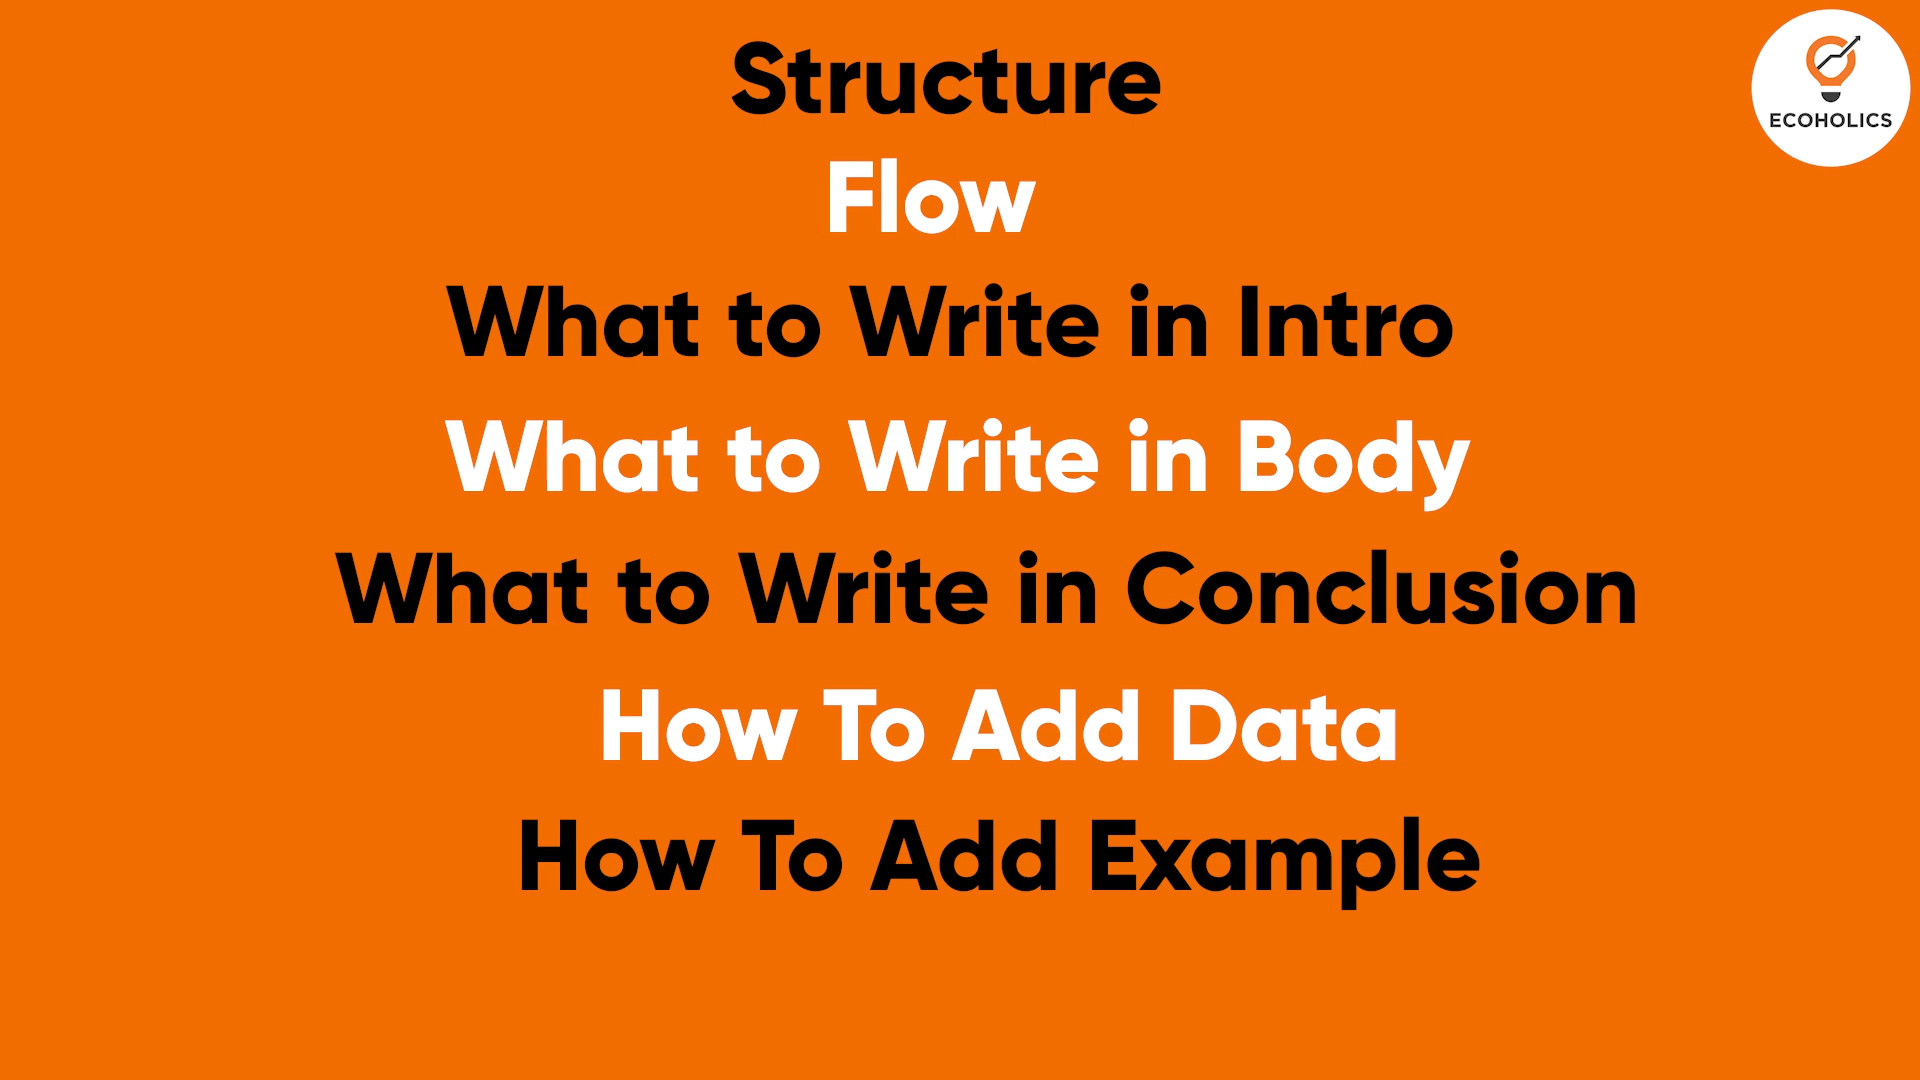 Structure
ECOHOLICS
Flow
What to Write in Intro
What to Write in Body
What to Write in Conclusion
How To Add Data
How To Add Example